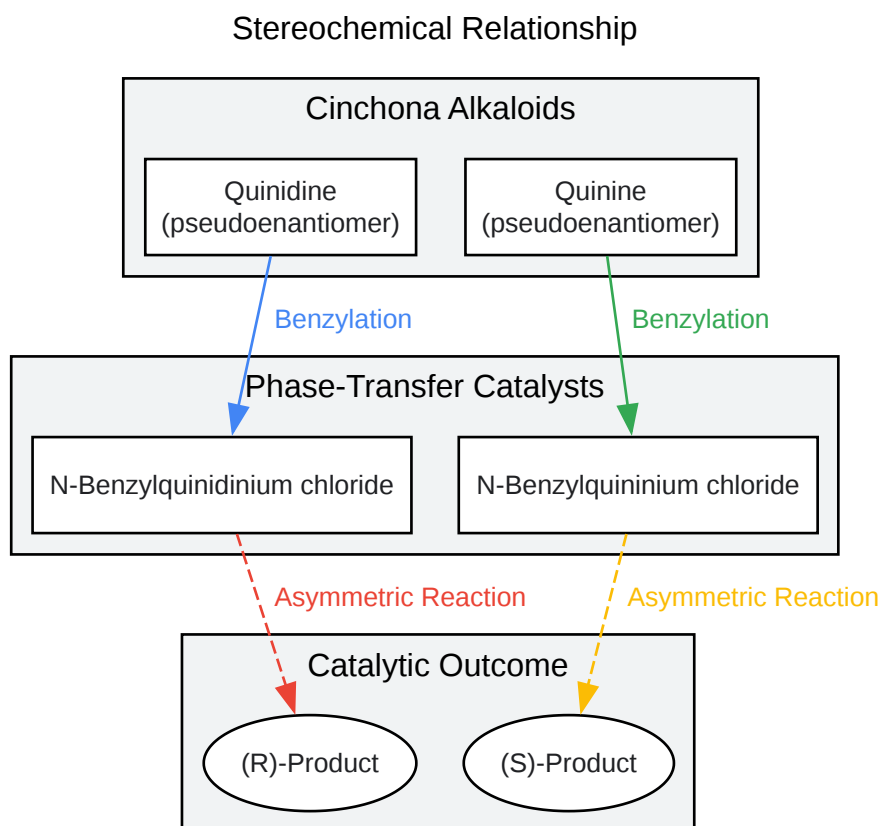 Stereochemical Relationship
Cinchona Alkaloids
Quinidine
(pseudoenantiomer)
Quinine
(pseudoenantiomer)
Benzylation
Benzylation
Phase-Transfer Catalysts
N-Benzylquinidinium chloride
N-Benzylquininium chloride
Asymmetric Reaction
Asymmetric Reaction
Catalytic Outcome
(R)-Product
(S)-Product